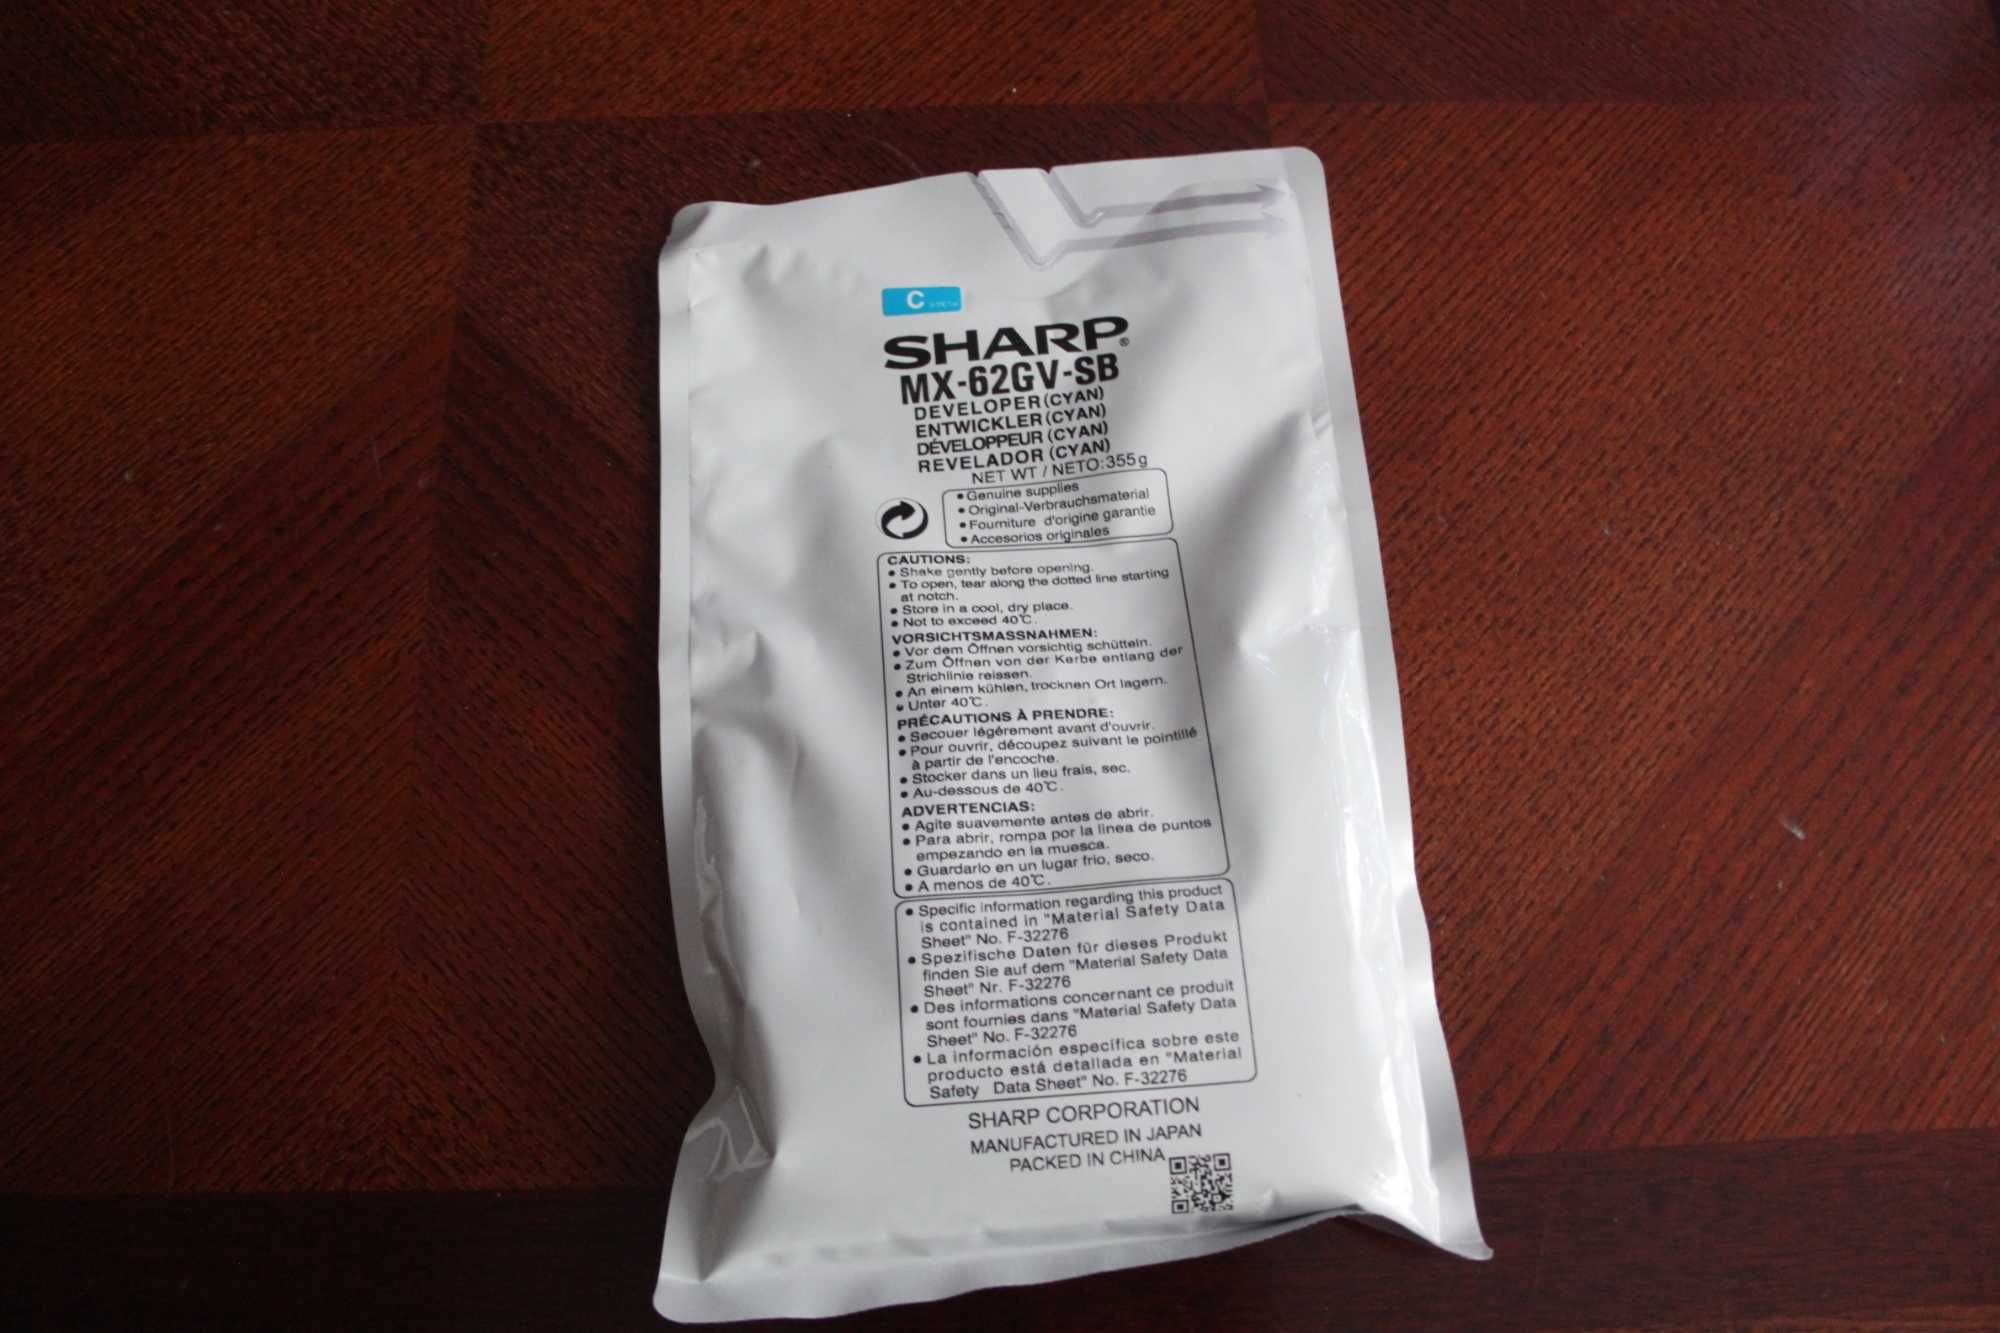 C
SHARP®
MX-62GV-SB
DEVELOPER (CYAN)
ENTWICKLER (CYAN)
DÉVELOPPEUR (CYAN)
REVELADOR (CYAN)
NET WT / NETO:355g
• Genuine supplies
• Original-Verbrauchsmaterial
• Fourniture d'origine garantie
• Accesorios originales
CAUTIONS:
• Shake gently before opening.
• To open, tear along the dotted line starting
at notch.
• Store in a cool, dry place.
• Not to exceed 40℃.
VORSICHTSMASSNAHMEN:
• Vor dem Öffnen vorsichtig schütteln.
• Zum Öffnen von der Kerbe entlang der
Strichlinie reissen.
• An einem kühlen, trocknen Ort lagern.
• Unter 40℃.
PRÉCAUTIONS À PRENDRE:
• Secouer légérement avant d'ouvrir.
• Pour ouvrir, découpez suivant le pointillé
à partir de l'encoche.
• Stocker dans un lieu frais, sec.
• Au-dessous de 40℃.
ADVERTENCIAS:
• Agite suavemente antes de abrir.
• Para abrir, rompa por la linea de puntos
empezando en la muesca.
• Guardarlo en un lugar frio, seco.
• A menos de 40℃.
• Specific information regarding this product
is contained in "Material Safety Data
Sheet" No. F-32276
• Spezifische Daten für dieses Produkt
finden Sie auf dem "Material Safety Data
Sheet" Nr. F-32276
• Des informations concernant ce produit
sont fournies dans "Material Safety Data
Sheet" No. F-32276
• La información específica sobre este
producto está detallada en "Material
Safety Data Sheet" No. F-32276
SHARP CORPORATION
MANUFACTURED IN JAPAN
PACKED IN CHINA